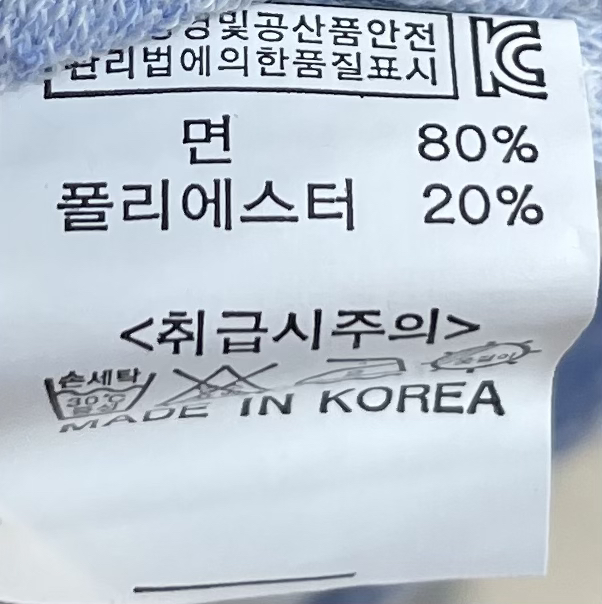 및공산품안전
관리법에의한품질표시
면 80%
폴리에스터 20%
<취급시주의>
손세탁
30℃
MADE IN KOREA